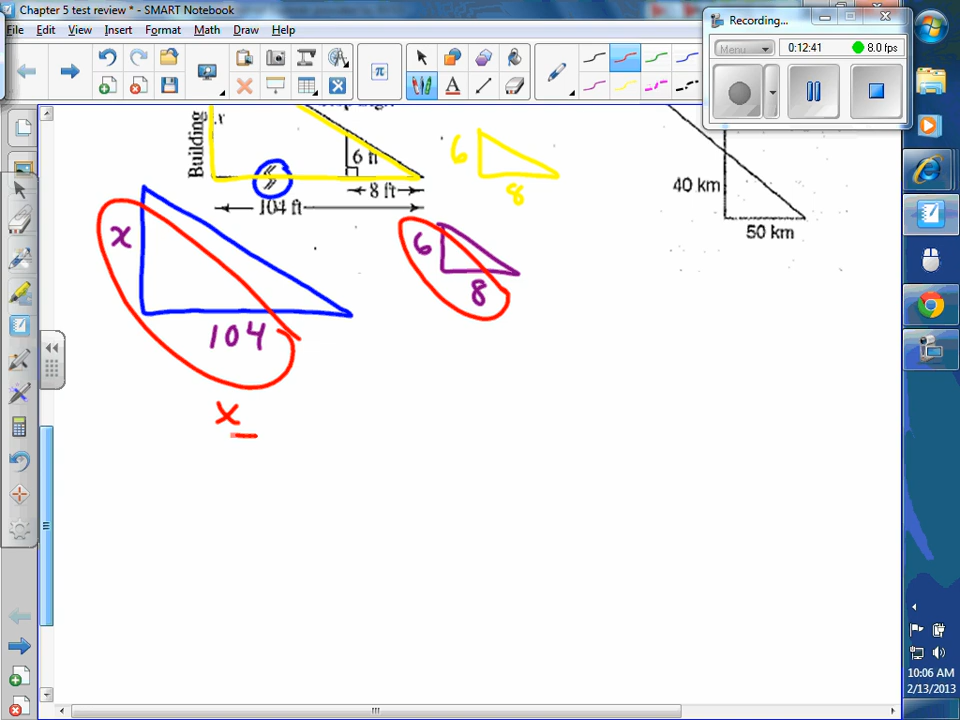 Chapter 5 test review * - SMART Notebook
File Edit View Insert Format Math Draw Help
Recording...
Menu
0:12:41
8.0 fps
π
A
Building
x
6 ft
8 ft
104 ft
6
8
40 km
50 km
x
104
6
8
x
10:06 AM
2/13/2013